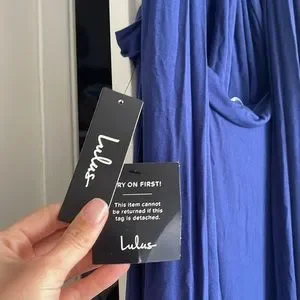 Lulus
RY ON FIRST!
This item cannot
be returned if this
tag is detached.
Lulus